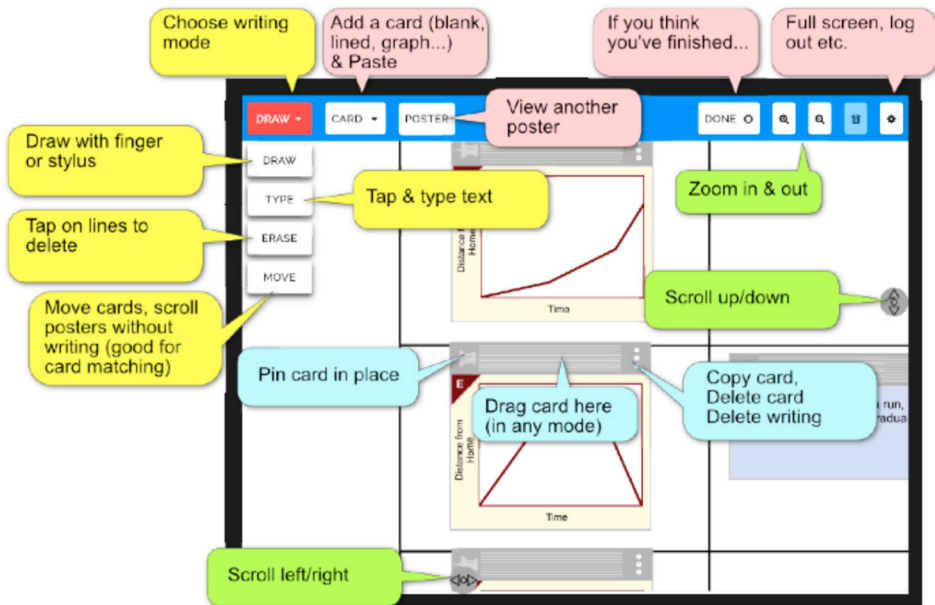 Choose writing
mode
Add a card (blank,
lined, graph...)
& Paste
If you think
you've finished...
Full screen, log
out etc.
DRAW
CARD
POSTER
View another
poster
DONE
Draw with finger
or stylus
DRAW
Zoom in & out
TYPE
Tap & type text
Tap on lines to
delete
ERASE
MOVE
Distance
Home
Time
Scroll up/down
Move cards, scroll
posters without
writing (good for
card matching)
Pin card in place
Drag card here
(in any mode)
Copy card,
Delete card
Delete writing
E
Distance from
Home
Time
run,
Scroll left/right